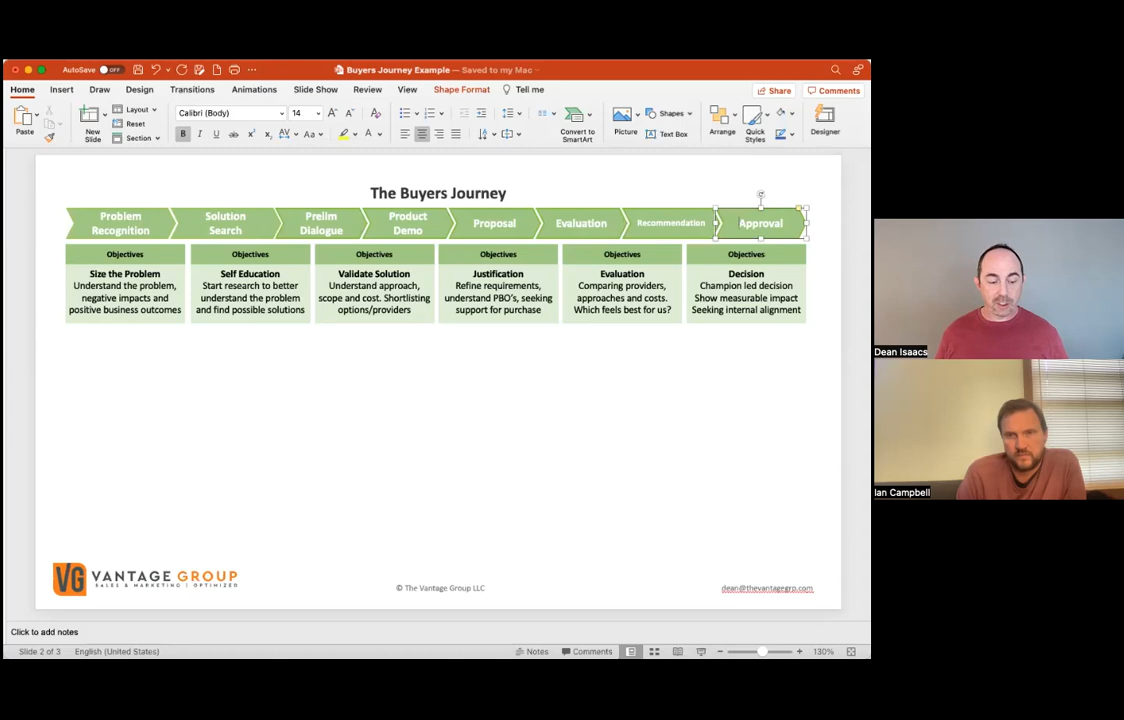 AutoSave OFF
Buyers Journey Example — Saved to my Mac
Home Insert Draw Design Transitions Animations Slide Show Review View Shape Format Tell me
Share Comments
Paste
New Slide
Layout
Reset
Section
Calibri (Body) 14
B I U ab x² x₂ AV Aa A
Convert to SmartArt
Picture
Shapes
Text Box
Arrange
Quick Styles
Designer
The Buyers Journey
Problem Recognition
Solution Search
Prelim Dialogue
Product Demo
Proposal
Evaluation
Recommendation
Approval
Objectives
Size the Problem
Understand the problem,
negative impacts and
positive business outcomes
Objectives
Self Education
Start research to better
understand the problem
and find possible solutions
Objectives
Validate Solution
Understand approach,
scope and cost. Shortlisting
options/providers
Objectives
Justification
Refine requirements,
understand PBO's, seeking
support for purchase
Objectives
Evaluation
Comparing providers,
approaches and costs.
Which feels best for us?
Objectives
Decision
Champion led decision
Show measurable impact
Seeking internal alignment
Dean Isaacs
Ian Campbell
VG VANTAGE GROUP
SALES & MARKETING | OPTIMIZED
© The Vantage Group LLC
dean@thevantagegrp.com
Click to add notes
Slide 2 of 3 English (United States) Notes Comments 130%